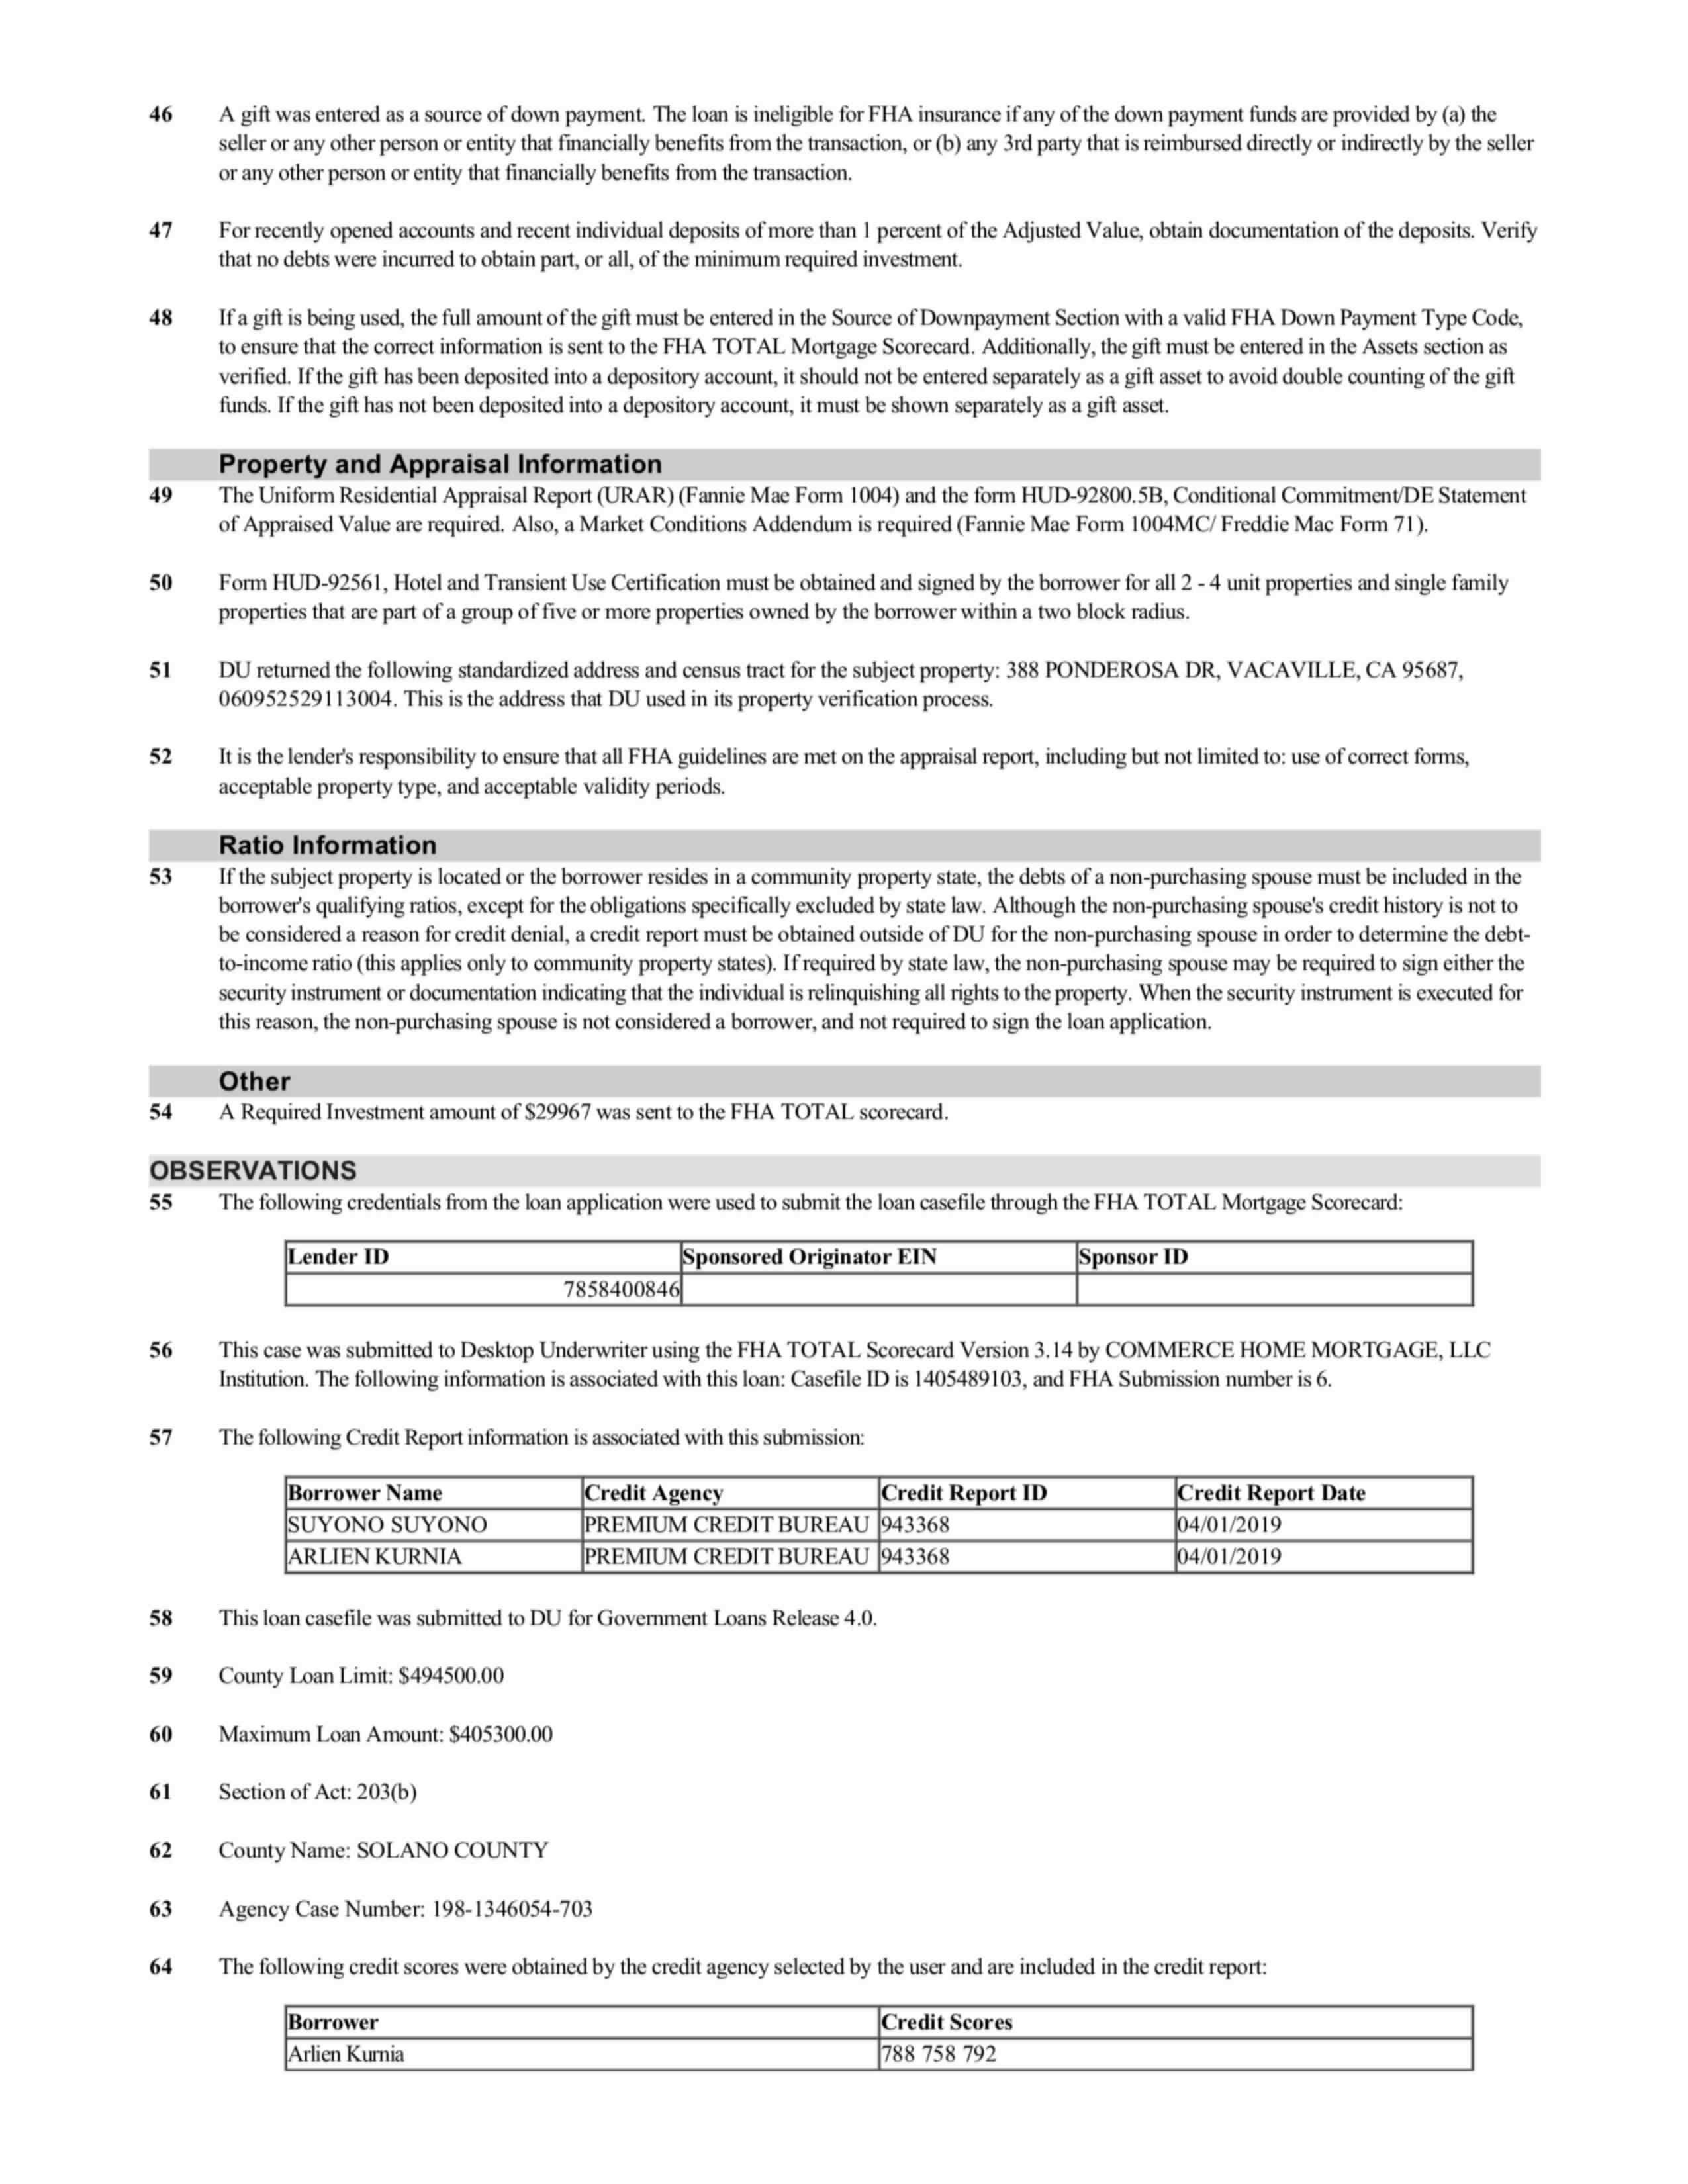 46 A gift was entered as a source of down payment. The loan is ineligible for FHA insurance if any of the down payment funds are provided by (a) the
seller or any other person or entity that financially benefits from the transaction, or (b) any 3rd party that is reimbursed directly or indirectly by the seller
or any other person or entity that financially benefits from the transaction.
47 For recently opened accounts and recent individual deposits of more than 1 percent of the Adjusted Value, obtain documentation of the deposits. Verify
that no debts were incurred to obtain part, or all, of the minimum required investment.
48 If a gift is being used, the full amount of the gift must be entered in the Source of Downpayment Section with a valid FHA Down Payment Type Code,
to ensure that the correct information is sent to the FHA TOTAL Mortgage Scorecard. Additionally, the gift must be entered in the Assets section as
verified. If the gift has been deposited into a depository account, it should not be entered separately as a gift asset to avoid double counting of the gift
funds. If the gift has not been deposited into a depository account, it must be shown separately as a gift asset.
Property and Appraisal Information
49 The Uniform Residential Appraisal Report (URAR) (Fannie Mae Form 1004) and the form HUD-92800.5B, Conditional Commitment/DE Statement
of Appraised Value are required. Also, a Market Conditions Addendum is required (Fannie Mae Form 1004MC/ Freddie Mac Form 71).
50 Form HUD-92561, Hotel and Transient Use Certification must be obtained and signed by the borrower for all 2 - 4 unit properties and single family
properties that are part of a group of five or more properties owned by the borrower within a two block radius.
51 DU returned the following standardized address and census tract for the subject property: 388 PONDEROSA DR, VACAVILLE, CA 95687,
060952529113004. This is the address that DU used in its property verification process.
52 It is the lender's responsibility to ensure that all FHA guidelines are met on the appraisal report, including but not limited to: use of correct forms,
acceptable property type, and acceptable validity periods.
Ratio Information
53 If the subject property is located or the borrower resides in a community property state, the debts of a non-purchasing spouse must be included in the
borrower's qualifying ratios, except for the obligations specifically excluded by state law. Although the non-purchasing spouse's credit history is not to
be considered a reason for credit denial, a credit report must be obtained outside of DU for the non-purchasing spouse in order to determine the debt-
to-income ratio (this applies only to community property states). If required by state law, the non-purchasing spouse may be required to sign either the
security instrument or documentation indicating that the individual is relinquishing all rights to the property. When the security instrument is executed for
this reason, the non-purchasing spouse is not considered a borrower, and not required to sign the loan application.
Other
54 A Required Investment amount of $29967 was sent to the FHA TOTAL scorecard.
OBSERVATIONS
55 The following credentials from the loan application were used to submit the loan casefile through the FHA TOTAL Mortgage Scorecard:
Lender ID Sponsored Originator EIN Sponsor ID
7858400846
56 This case was submitted to Desktop Underwriter using the FHA TOTAL Scorecard Version 3.14 by COMMERCE HOME MORTGAGE, LLC
Institution. The following information is associated with this loan: Casefile ID is 1405489103, and FHA Submission number is 6.
57 The following Credit Report information is associated with this submission:
Borrower Name Credit Agency Credit Report ID Credit Report Date
SUYONO SUYONO PREMIUM CREDIT BUREAU 943368 04/01/2019
ARLIEN KURNIA PREMIUM CREDIT BUREAU 943368 04/01/2019
58 This loan casefile was submitted to DU for Government Loans Release 4.0.
59 County Loan Limit: $494500.00
60 Maximum Loan Amount: $405300.00
61 Section of Act: 203(b)
62 County Name: SOLANO COUNTY
63 Agency Case Number: 198-1346054-703
64 The following credit scores were obtained by the credit agency selected by the user and are included in the credit report:
Borrower Credit Scores
Arlien Kurnia 788 758 792